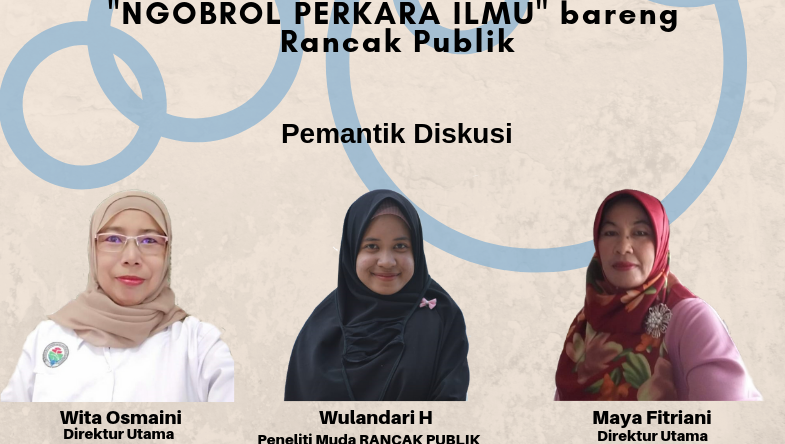 "NGOBROL PERKARA ILMU" bareng
Rancak Publik
Pemantik Diskusi
Wita Osmaini
Direktur Utama
Wulandari H
Peneliti Muda RANCAK PUBLIK
Maya Fitriani
Direktur Utama